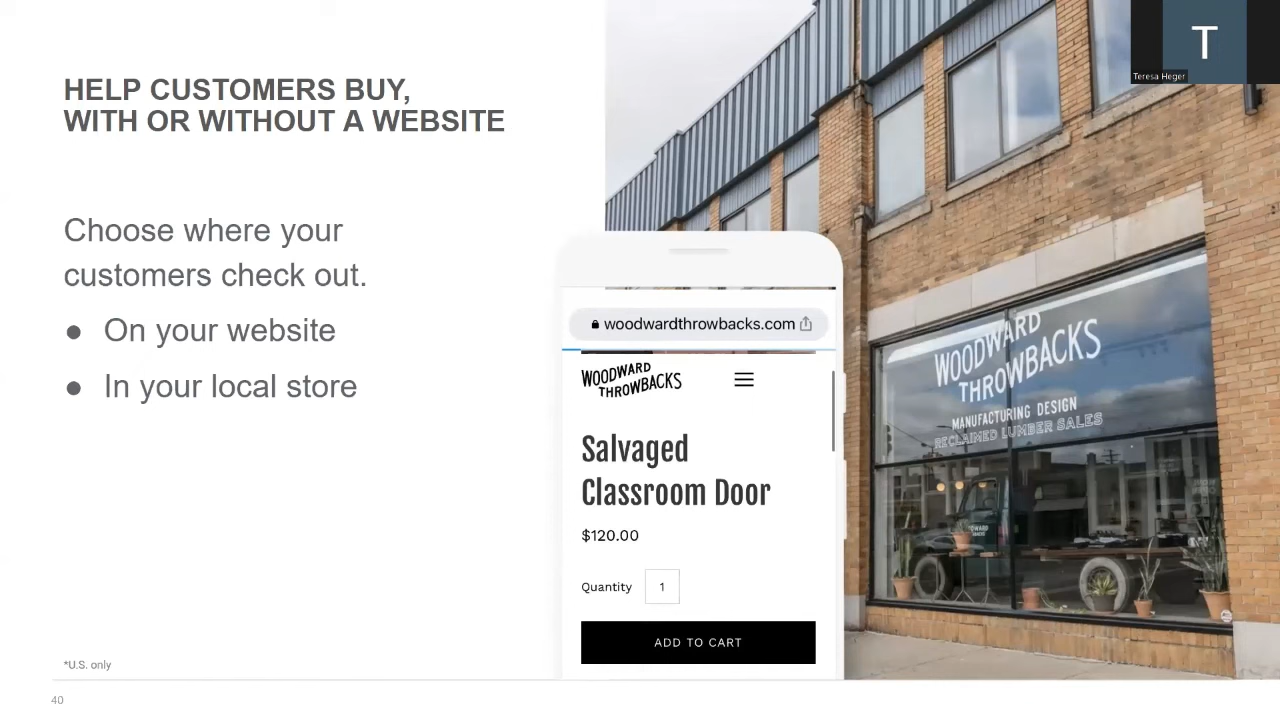 HELP CUSTOMERS BUY,
WITH OR WITHOUT A WEBSITE
Choose where your
customers check out.
● On your website
● In your local store
*U.S. only
40
woodwardthrowbacks.com
WOODWARD
THROWBACKS
Salvaged
Classroom Door
$120.00
Quantity 1
ADD TO CART
WOODWARD
THROWBACKS
MANUFACTURING DESIGN
RECLAIMED LUMBER SALES
T
Teresa Heger